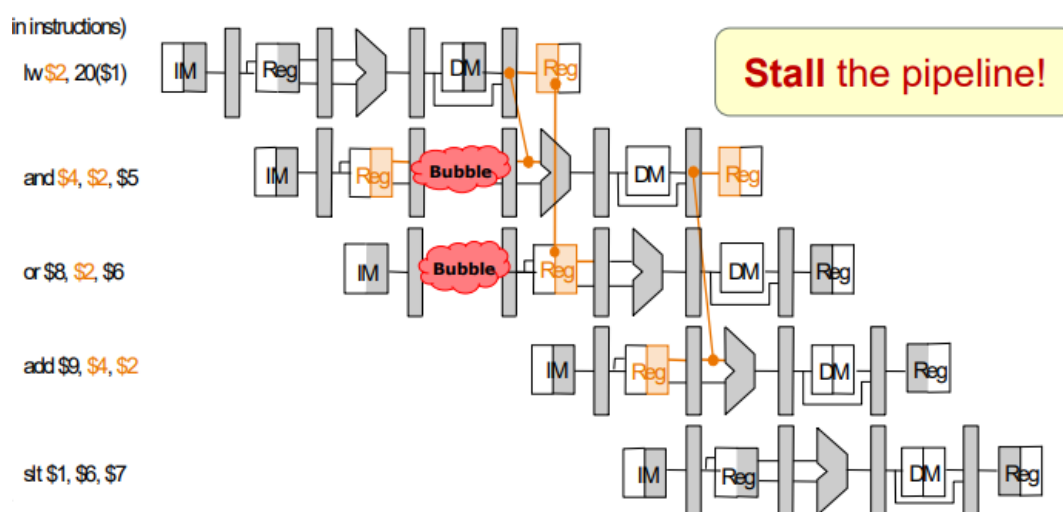 in instructions)
lw $2, 20($1)
IM Reg DM Reg
Stall the pipeline!
and $4, $2, $5
IM Reg Bubble DM Reg
or $8, $2, $6
IM Bubble Reg DM Reg
add $9, $4, $2
IM Reg DM Reg
slt $1, $6, $7
IM Reg DM Reg